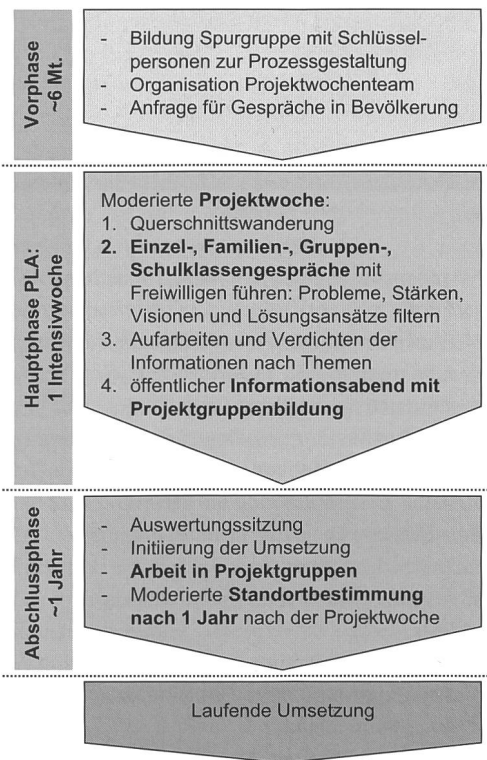 Vorphase
~6 Mt.
- Bildung Spurgruppe mit Schlüssel-
personen zur Prozessgestaltung
- Organisation Projektwochenteam
- Anfrage für Gespräche in Bevölkerung
Hauptphase PLA:
1 Intensivwoche
Moderierte Projektwoche:
1. Querschnittswanderung
2. Einzel-, Familien-, Gruppen-,
Schulklassengespräche mit
Freiwilligen führen: Probleme, Stärken,
Visionen und Lösungsansätze filtern
3. Aufarbeiten und Verdichten der
Informationen nach Themen
4. öffentlicher Informationsabend mit
Projektgruppenbildung
Abschlussphase
~1 Jahr
- Auswertungssitzung
- Initiierung der Umsetzung
- Arbeit in Projektgruppen
- Moderierte Standortbestimmung
nach 1 Jahr nach der Projektwoche
Laufende Umsetzung